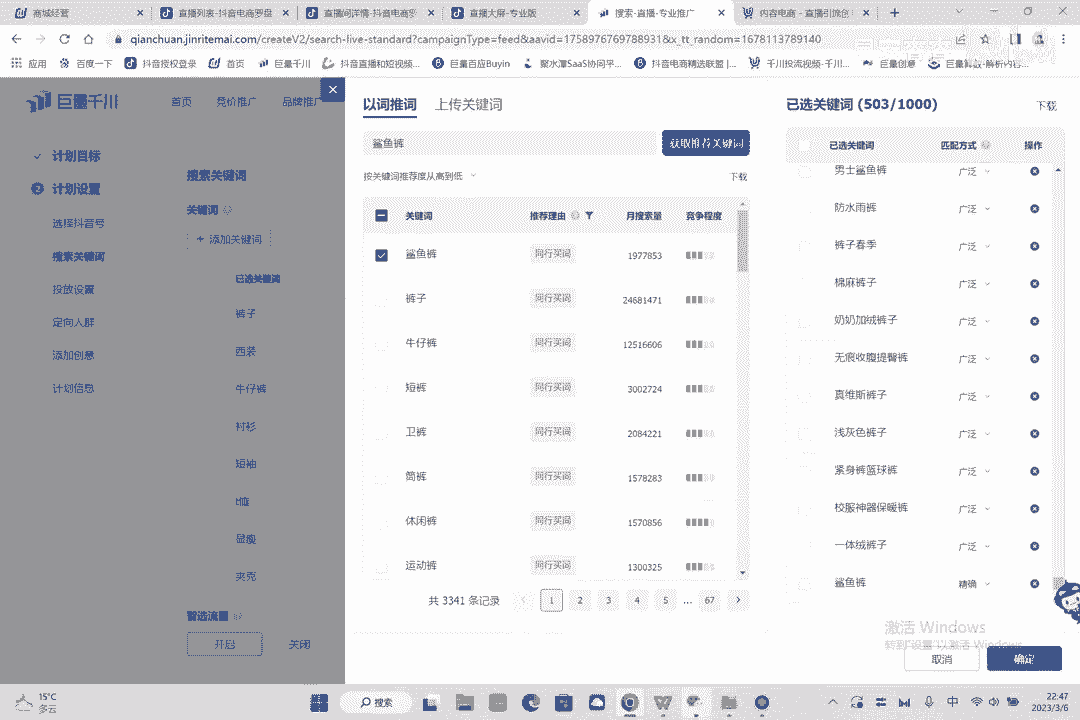 商城经营
直播列表-抖音电商罗盘
直播间详情-抖音电商罗
直播大屏-专业版
搜索-直播-专业推广
内容电商 - 直播引流创
qianchuan.jinritemai.com/createV2/search-live-standard?campaignType=feed&aavid=1758976769788931&x_tt_random=1678113789140
应用
百度一下
抖音授权登录
首页
巨量千川
抖音直播和短视频...
巨量百应Buyin
聚水潭SaaS协同平...
抖音电商精选联盟 |...
千川投流视频-千川...
巨量创意
巨量算数-解析内容...
巨量千川
首页
竞价推广
品牌推广
计划目标
2 计划设置
选择抖音号
搜索关键词
投放设置
定向人群
添加创意
计划信息
搜索关键词
关键词
+ 添加关键词
已选关键词
裤子
西装
牛仔裤
衬衫
短袖
t恤
显瘦
夹克
智选流量
开启
关闭
以词推词
上传关键词
鲨鱼裤
获取推荐关键词
按关键词推荐度从高到低
下载
关键词 推荐理由 月搜索量 竞争程度
鲨鱼裤 同行买词 1977853
裤子 同行买词 24681471
牛仔裤 同行买词 12516606
短裤 同行买词 3002724
卫裤 同行买词 2084221
筒裤 同行买词 1578283
休闲裤 同行买词 1570856
运动裤 同行买词 1300325
共 3341 条记录 1 2 3 4 5 ... 67
已选关键词 (503/1000)
下载
已选关键词 匹配方式 操作
男士鲨鱼裤 广泛
防水雨裤 广泛
裤子春季 广泛
棉麻裤子 广泛
奶奶加绒裤子 广泛
无痕收腹提臀裤 广泛
真维斯裤子 广泛
浅灰色裤子 广泛
紧身裤篮球裤 广泛
校服神器保暖裤 广泛
一体绒裤子 广泛
鲨鱼裤 精确
激活 Windows
转到"设置"以激活 Windows
取消
确定
15°C
多云
搜索
中
22:47
2023/3/6